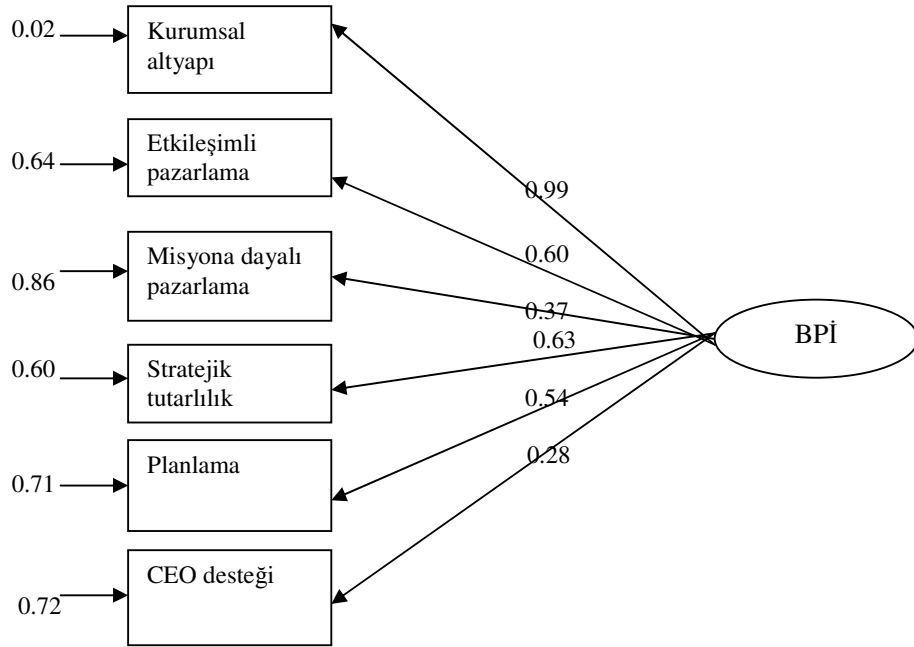 0.02
Kurumsal
altyapı
0.64
Etkileşimli
pazarlama
0.99
0.86
Misyona dayalı
pazarlama
0.60
0.37
0.60
Stratejik
tutarlılık
0.63
BPİ
0.71
Planlama
0.54
0.28
0.72
CEO desteği